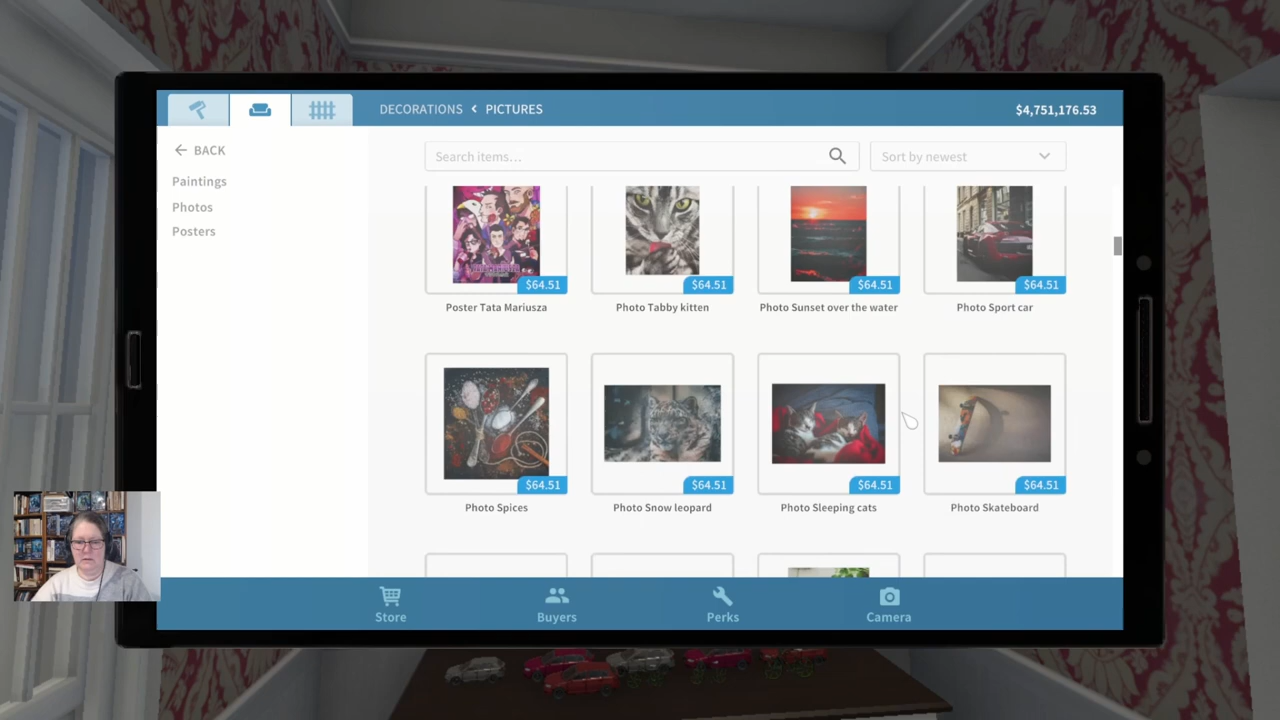 DECORATIONS < PICTURES
$4,751,176.53
BACK
Search items...
Sort by newest
Paintings
Photos
Posters
$64.51
$64.51
$64.51
$64.51
Poster Tata Mariusza
Photo Tabby kitten
Photo Sunset over the water
Photo Sport car
$64.51
$64.51
$64.51
$64.51
Photo Spices
Photo Snow leopard
Photo Sleeping cats
Photo Skateboard
Store
Buyers
Perks
Camera